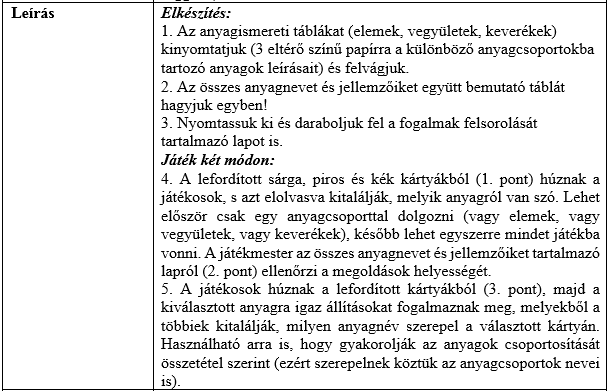 Leírás
Elkészítés:
1. Az anyagismereti táblákat (elemek, vegyületek, keverékek)
kinyomtatjuk (3 eltérő színű papírra a különböző anyagcsoportokba
tartozó anyagok leírásait) és felvágjuk.
2. Az összes anyagnevet és jellemzőiket együtt bemutató táblát
hagyjuk egyben!
3. Nyomtassuk ki és daraboljuk fel a fogalmak felsorolását
tartalmazó lapot is.
Játék két módon:
4. A lefordított sárga, piros és kék kártyákból (1. pont) húznak a
játékosok, s azt elolvasva kitalálják, melyik anyagról van szó. Lehet
először csak egy anyagcsoporttal dolgozni (vagy elemek, vagy
vegyületek, vagy keverékek), később lehet egyszerre mindet játékba
vonni. A játékmester az összes anyagnevet és jellemzőiket tartalmazó
lapról (2. pont) ellenőrzi a megoldások helyességét.
5. A játékosok húznak a lefordított kártyákból (3. pont), majd a
kiválasztott anyagra igaz állításokat fogalmaznak meg, melyekből a
többiek kitalálják, milyen anyagnév szerepel a választott kártyán.
Használható arra is, hogy gyakorolják az anyagok csoportosítását
összetétel szerint (ezért szerepelnek köztük az anyagcsoportok nevei
is).